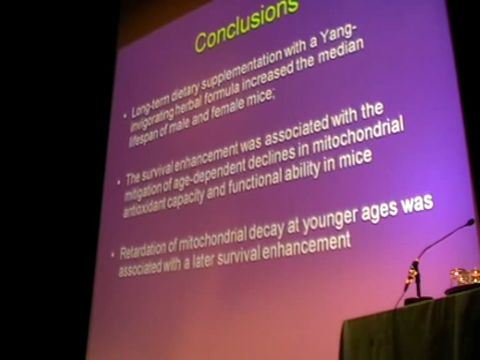 Conclusions
• Long-term dietary supplementation with a Yang-
invigorating herbal formula increased the median
lifespan of male and female mice;
• The survival enhancement was associated with the
mitigation of age-dependent declines in mitochondrial
antioxidant capacity and functional ability in mice
• Retardation of mitochondrial decay at younger ages was
associated with a later survival enhancement